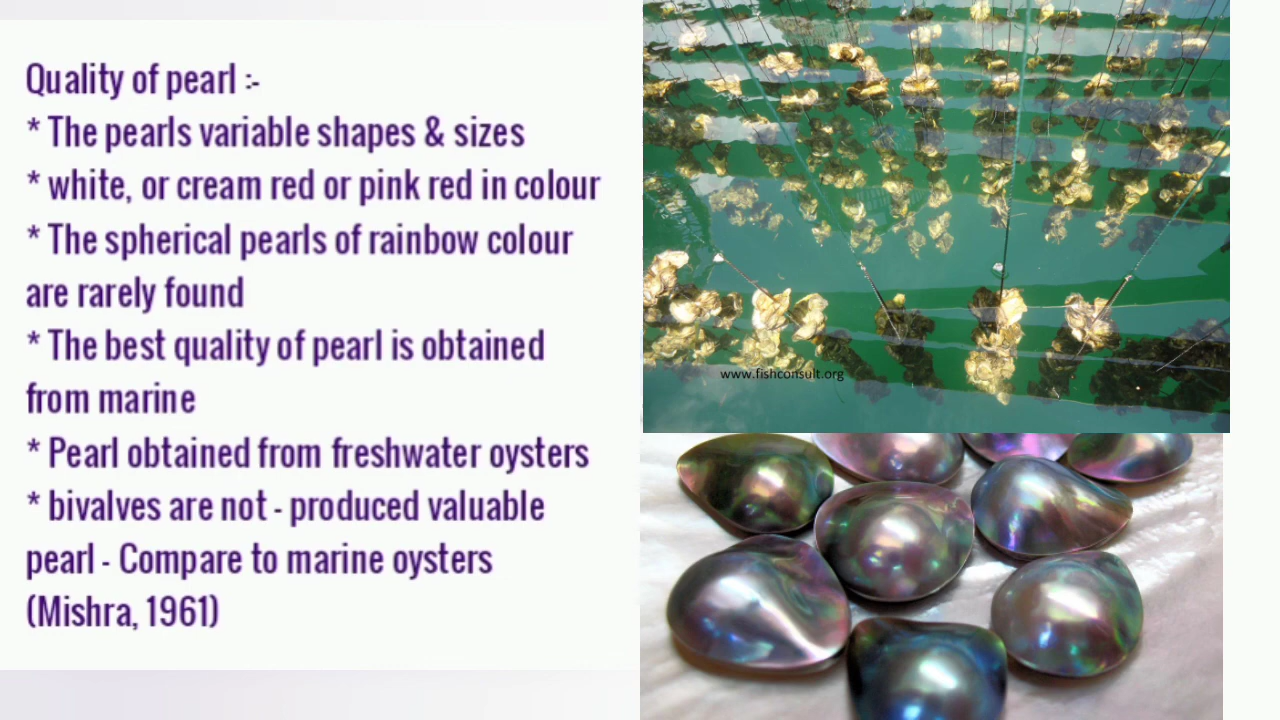 Quality of pearl :-
* The pearls variable shapes & sizes
* white, or cream red or pink red in colour
* The spherical pearls of rainbow colour
are rarely found
* The best quality of pearl is obtained
from marine
* Pearl obtained from freshwater oysters
* bivalves are not - produced valuable
pearl - Compare to marine oysters
(Mishra, 1961)
www.fishconsult.org